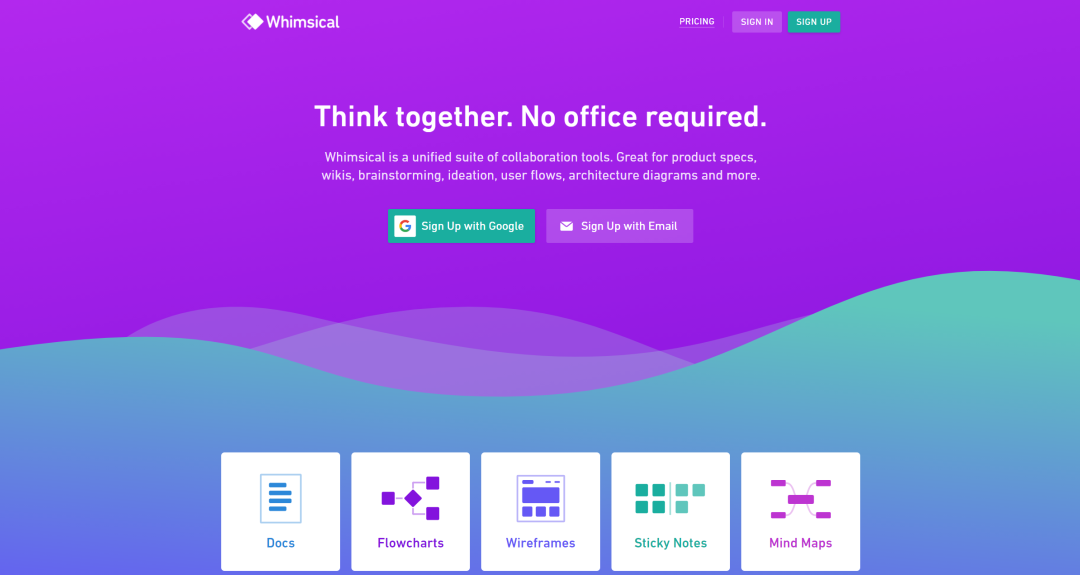 Whimsical
PRICING
SIGN IN
SIGN UP
Think together. No office required.
Whimsical is a unified suite of collaboration tools. Great for product specs,
wikis, brainstorming, ideation, user flows, architecture diagrams and more.
Sign Up with Google
Sign Up with Email
Docs
Flowcharts
Wireframes
Sticky Notes
Mind Maps